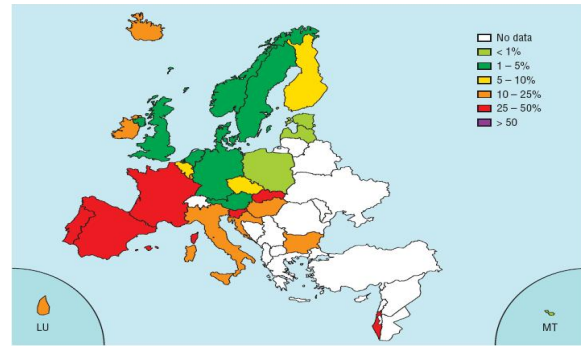 No data
< 1%
1 – 5%
5 – 10%
10 – 25%
25 – 50%
> 50
LU
MT